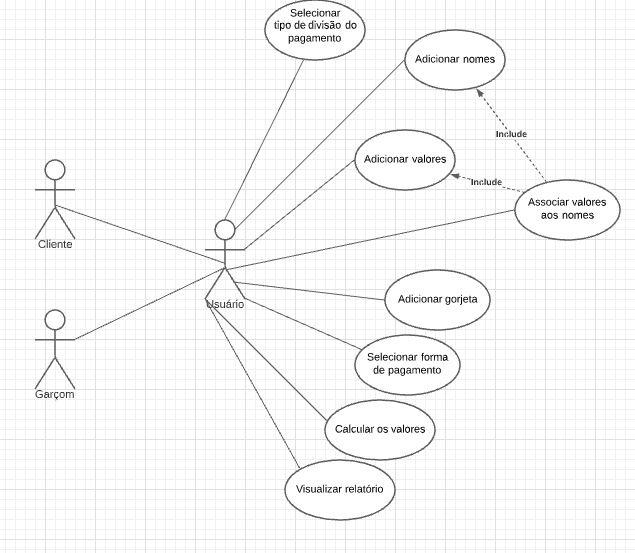 Selecionar
tipo de divisão do
pagamento
Adicionar nomes
Include
Adicionar valores
Include
Associar valores
aos nomes
Cliente
Usuário
Adicionar gorjeta
Selecionar forma
de pagamento
Garçom
Calcular os valores
Visualizar relatório